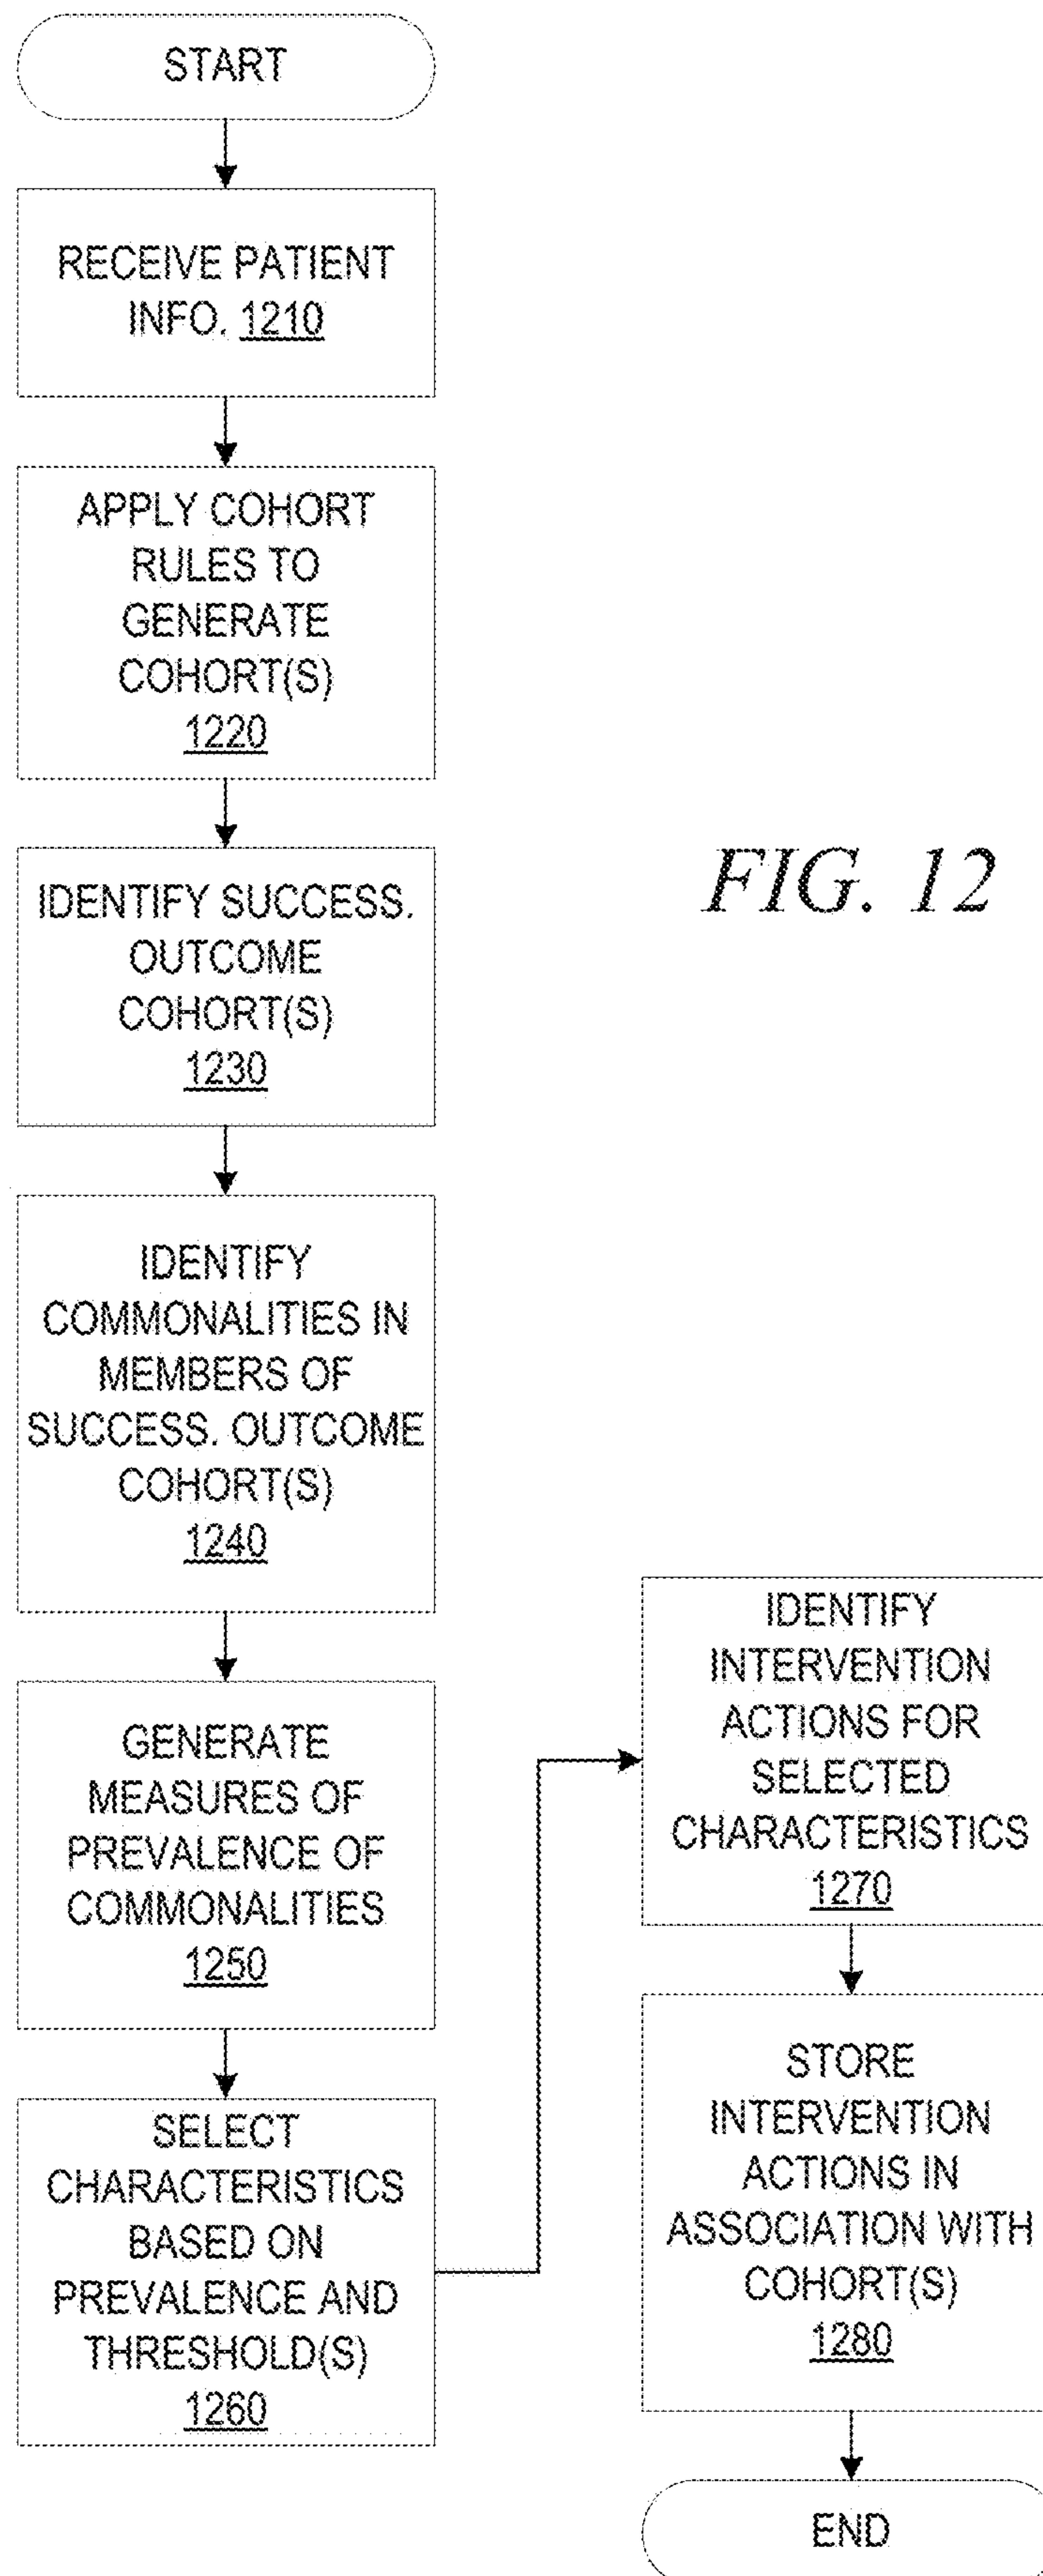 START
RECEIVE PATIENT
INFO. 1210
APPLY COHORT
RULES TO
GENERATE
COHORT(S)
1220
IDENTIFY SUCCESS.
OUTCOME
COHORT(S)
1230
FIG. 12
IDENTIFY
COMMONALITIES IN
MEMBERS OF
SUCCESS. OUTCOME
COHORT(S)
1240
GENERATE
MEASURES OF
PREVALENCE OF
COMMONALITIES
1250
SELECT
CHARACTERISTICS
BASED ON
PREVALENCE AND
THRESHOLD(S)
1260
IDENTIFY
INTERVENTION
ACTIONS FOR
SELECTED
CHARACTERISTICS
1270
STORE
INTERVENTION
ACTIONS IN
ASSOCIATION WITH
COHORT(S)
1280
END